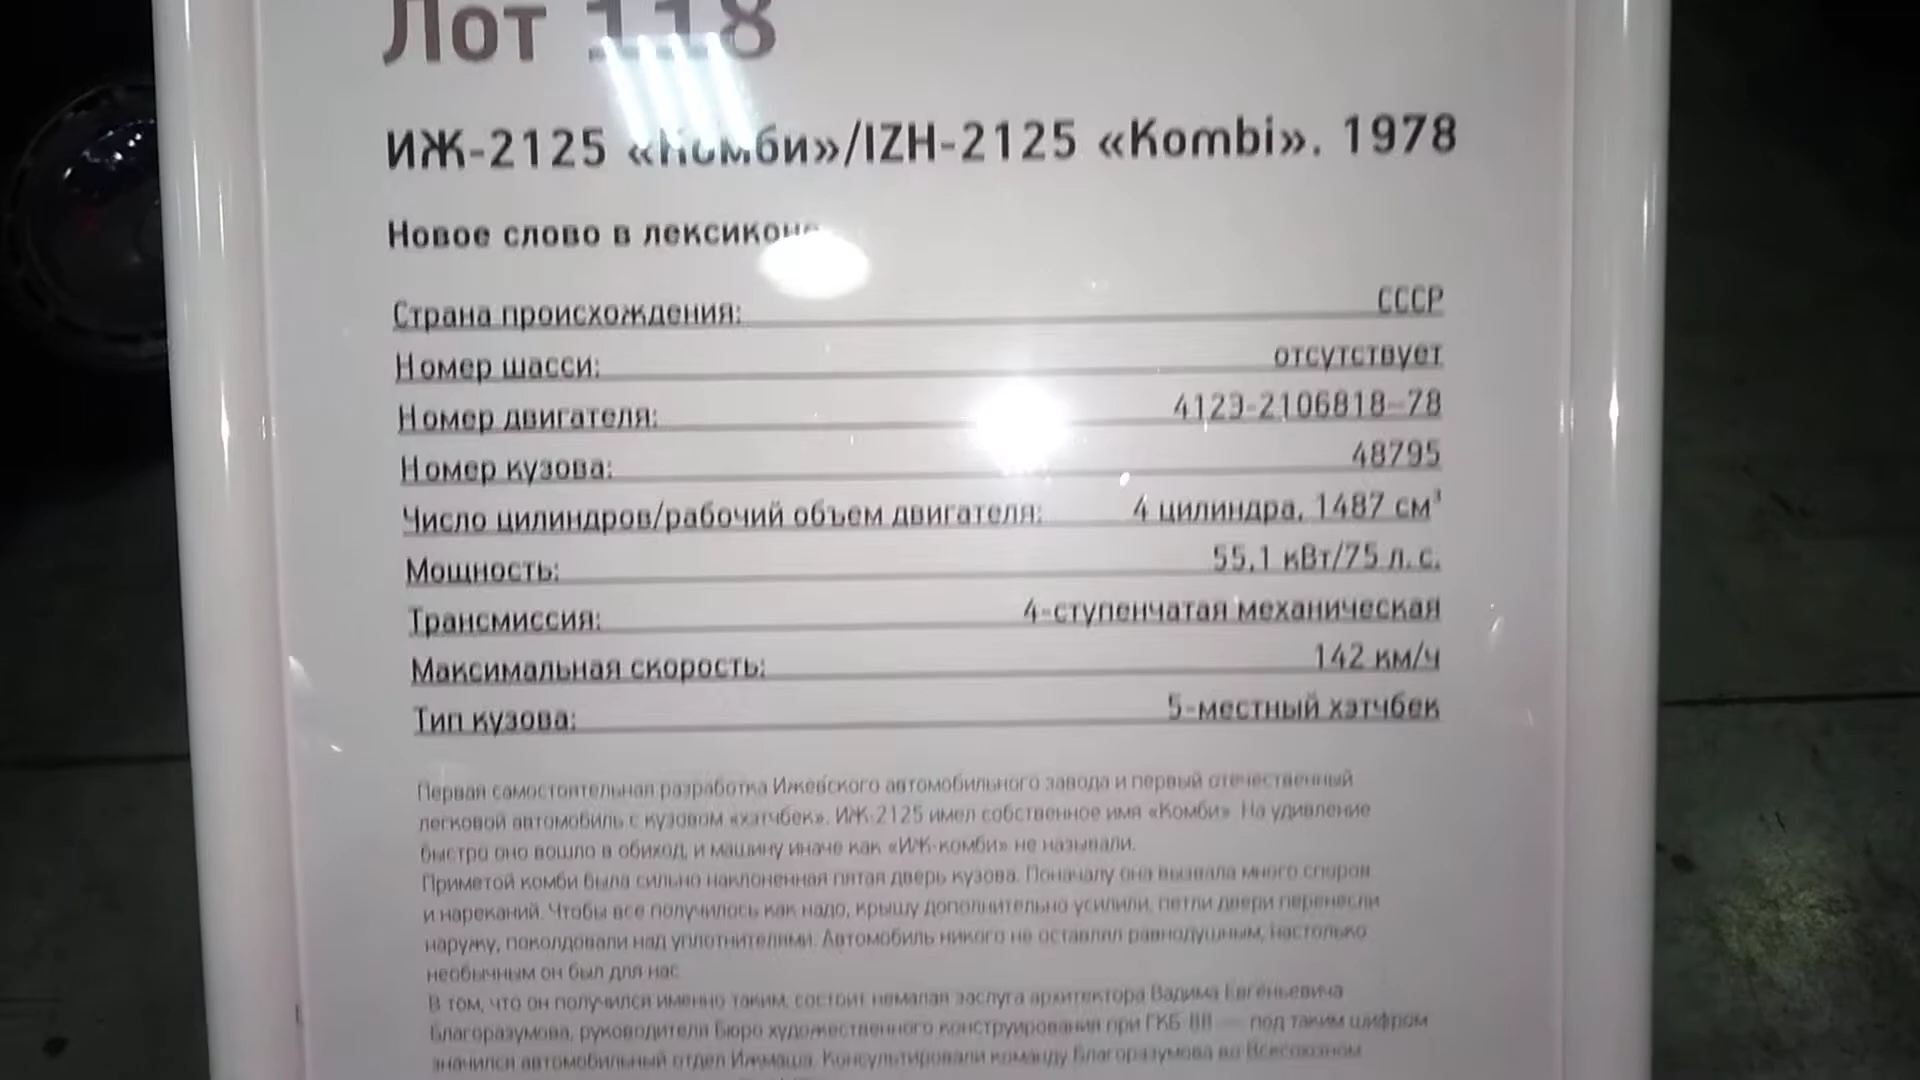 Лот 118
ИЖ-2125 «Комби»/IZH-2125 «Kombi». 1978
Новое слово в лексиконе
Страна происхождения: СССР
Номер шасси: отсутствует
Номер двигателя: 412Э-2106818-78
Номер кузова: 48795
Число цилиндров/рабочий объем двигателя: 4 цилиндра, 1487 см³
Мощность: 55,1 кВт/75 л. с.
Трансмиссия: 4-ступенчатая механическая
Максимальная скорость: 142 км/ч
Тип кузова: 5-местный хэтчбек
Первая самостоятельная разработка Ижевского автомобильного завода и первый отечественный
легковой автомобиль с кузовом «хэтчбек». ИЖ-2125 имел собственное имя «Комби». На удивление
быстро оно вошло в обиход, и машину иначе как «ИЖ-комби» не называли.
Приметой комби была сильно наклоненная пятая дверь кузова. Поначалу она вызвала много споров
и нареканий. Чтобы все получилось как надо, крышу дополнительно усилили, петли двери перенесли
наружу, поколдовали над уплотнителями. Автомобиль никого не оставлял равнодушным, настолько
необычным он был для нас.
В том, что он получился именно таким, состоит немалая заслуга архитектора Вадима Евгеньевича
Благоразумова, руководителя Бюро художественного конструирования при ГКБ-88 — под таким шифром
значился автомобильный отдел Ижмаша. Консультировали команду Благоразумова во Всесоюзном